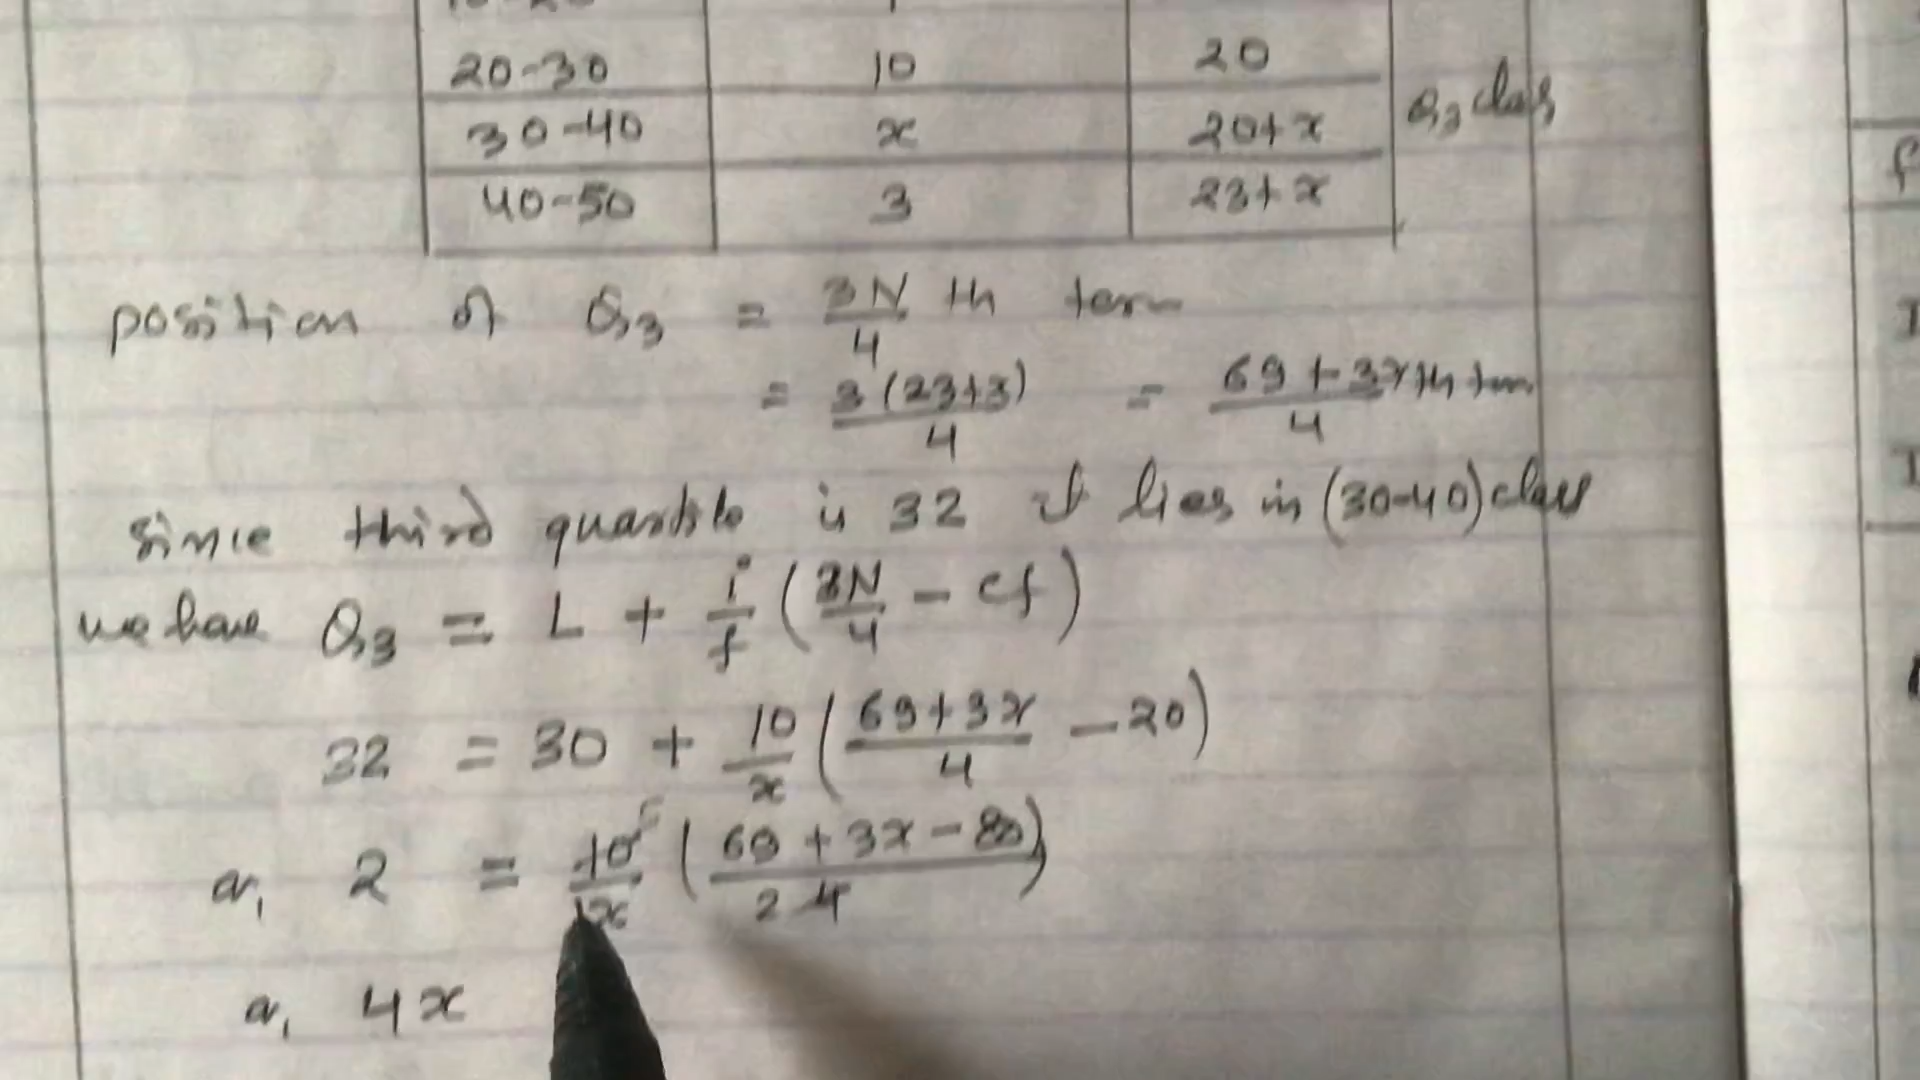 20-30 10 20
30-40 x 20+x Q3 class
40-50 3 23+x
position of Q3 = 3N/4 th term
= 3(23+x)/4 = 69+3x/4 th term
since third quartile is 32 it lies in (30-40) class
we have Q3 = L + i/f (3N/4 - cf)
32 = 30 + 10/x (69+3x/4 - 20)
or, 2 = 10 5/x (69+3x-80/2 4)
or, 4x